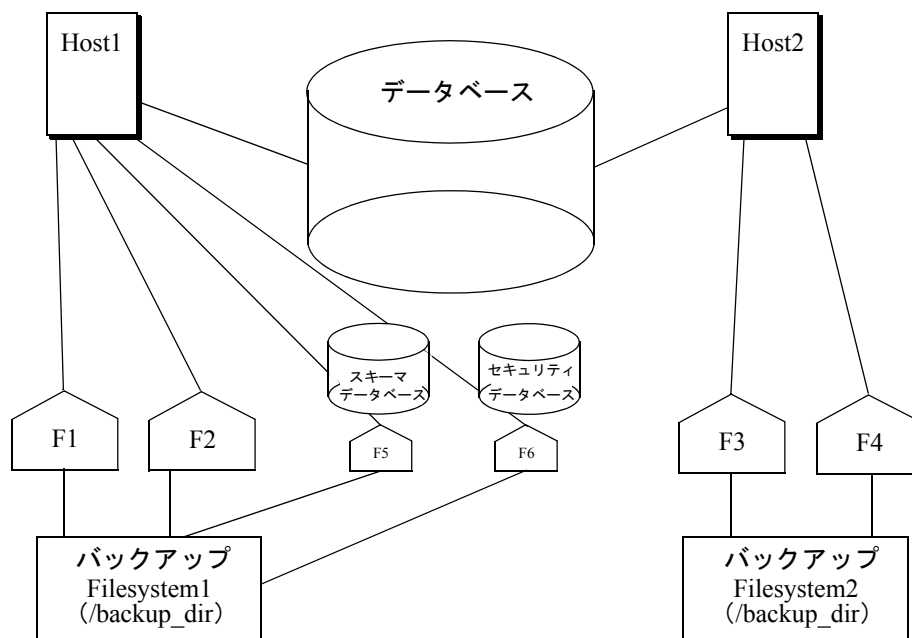 Host1
データベース
Host2
スキーマ
データベース
セキュリティ
データベース
F1
F2
F5
F6
F3
F4
バックアップ
Filesystem1
（/backup_dir）
バックアップ
Filesystem2
（/backup_dir）